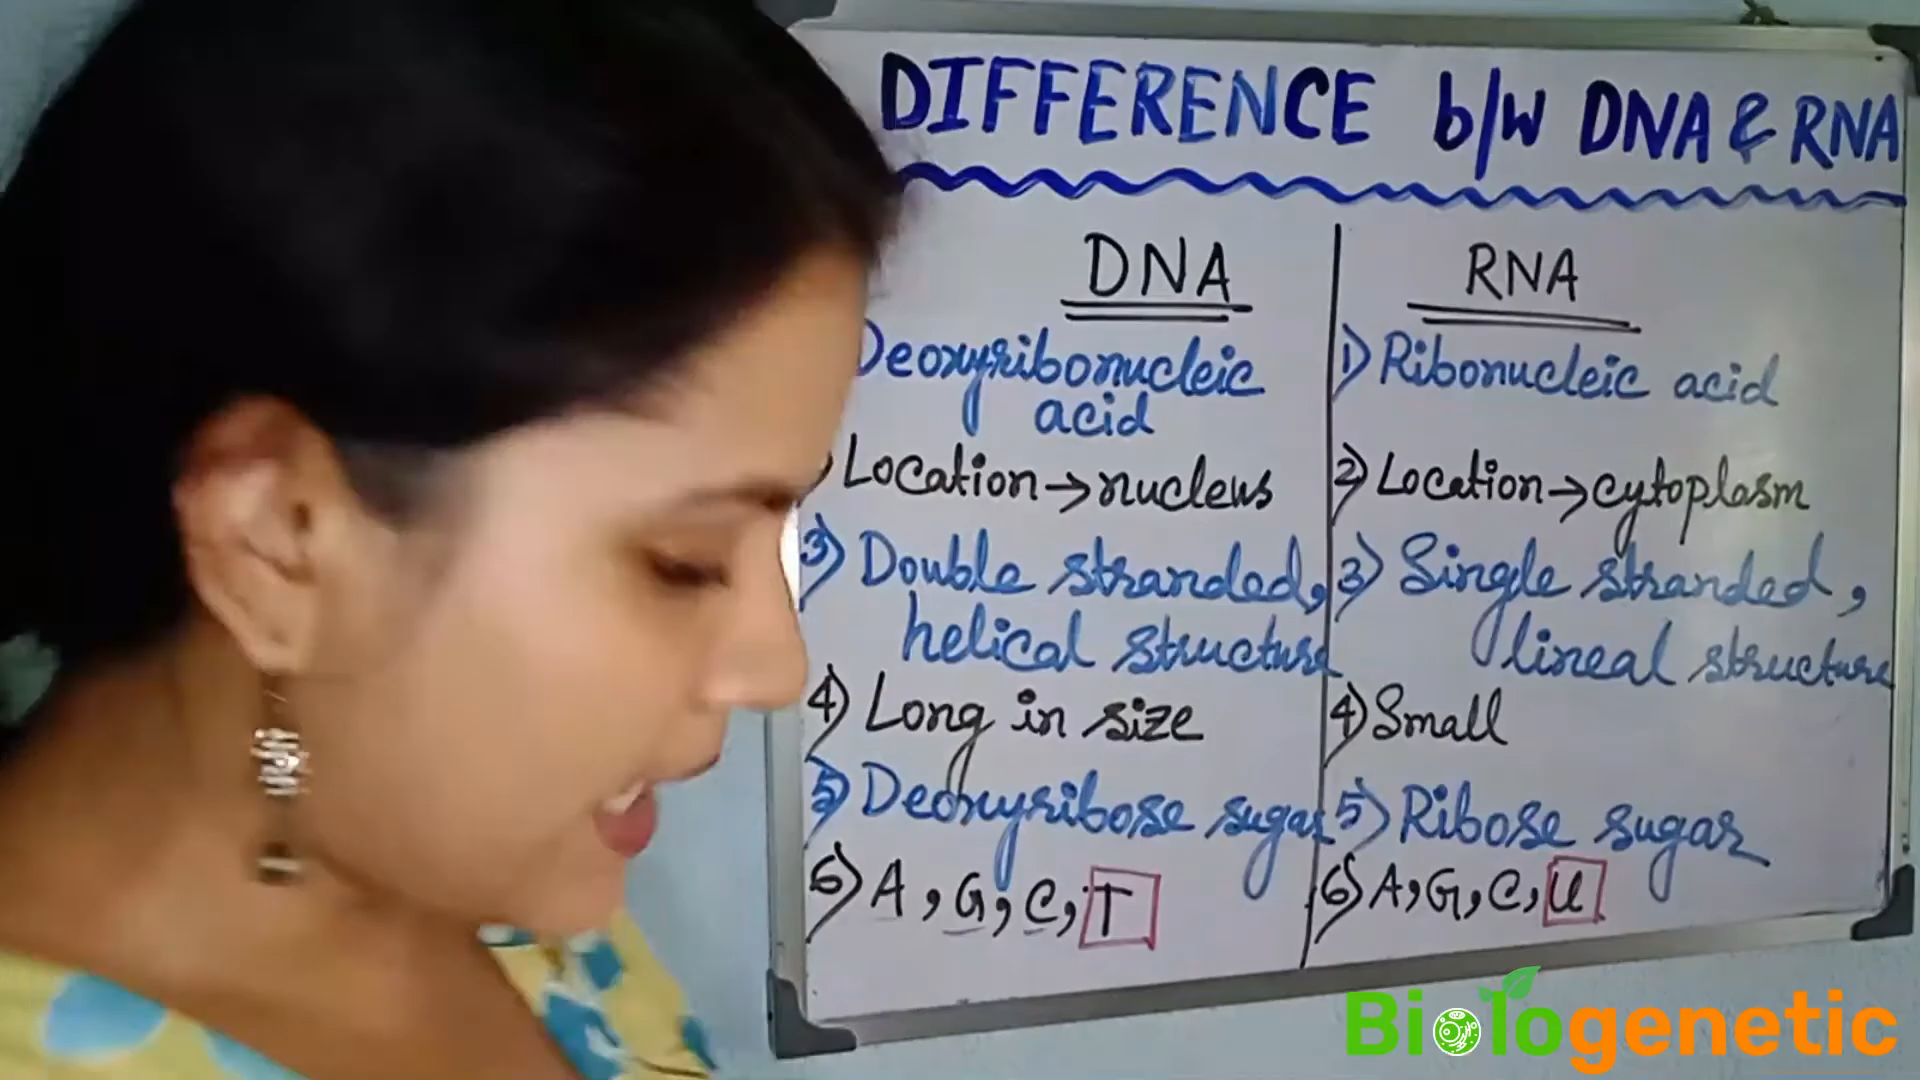 DIFFERENCE b/w DNA & RNA
DNA
Deoxyribonucleic
acid
Location → nucleus
3) Double stranded,
helical structure
4) Long in size
5) Deoxyribose sugar
6) A, G, C, T
RNA
1) Ribonucleic acid
2) Location → cytoplasm
3) Single stranded,
lineal structure
4) Small
5) Ribose sugar
6) A, G, C, U
Biologenetic